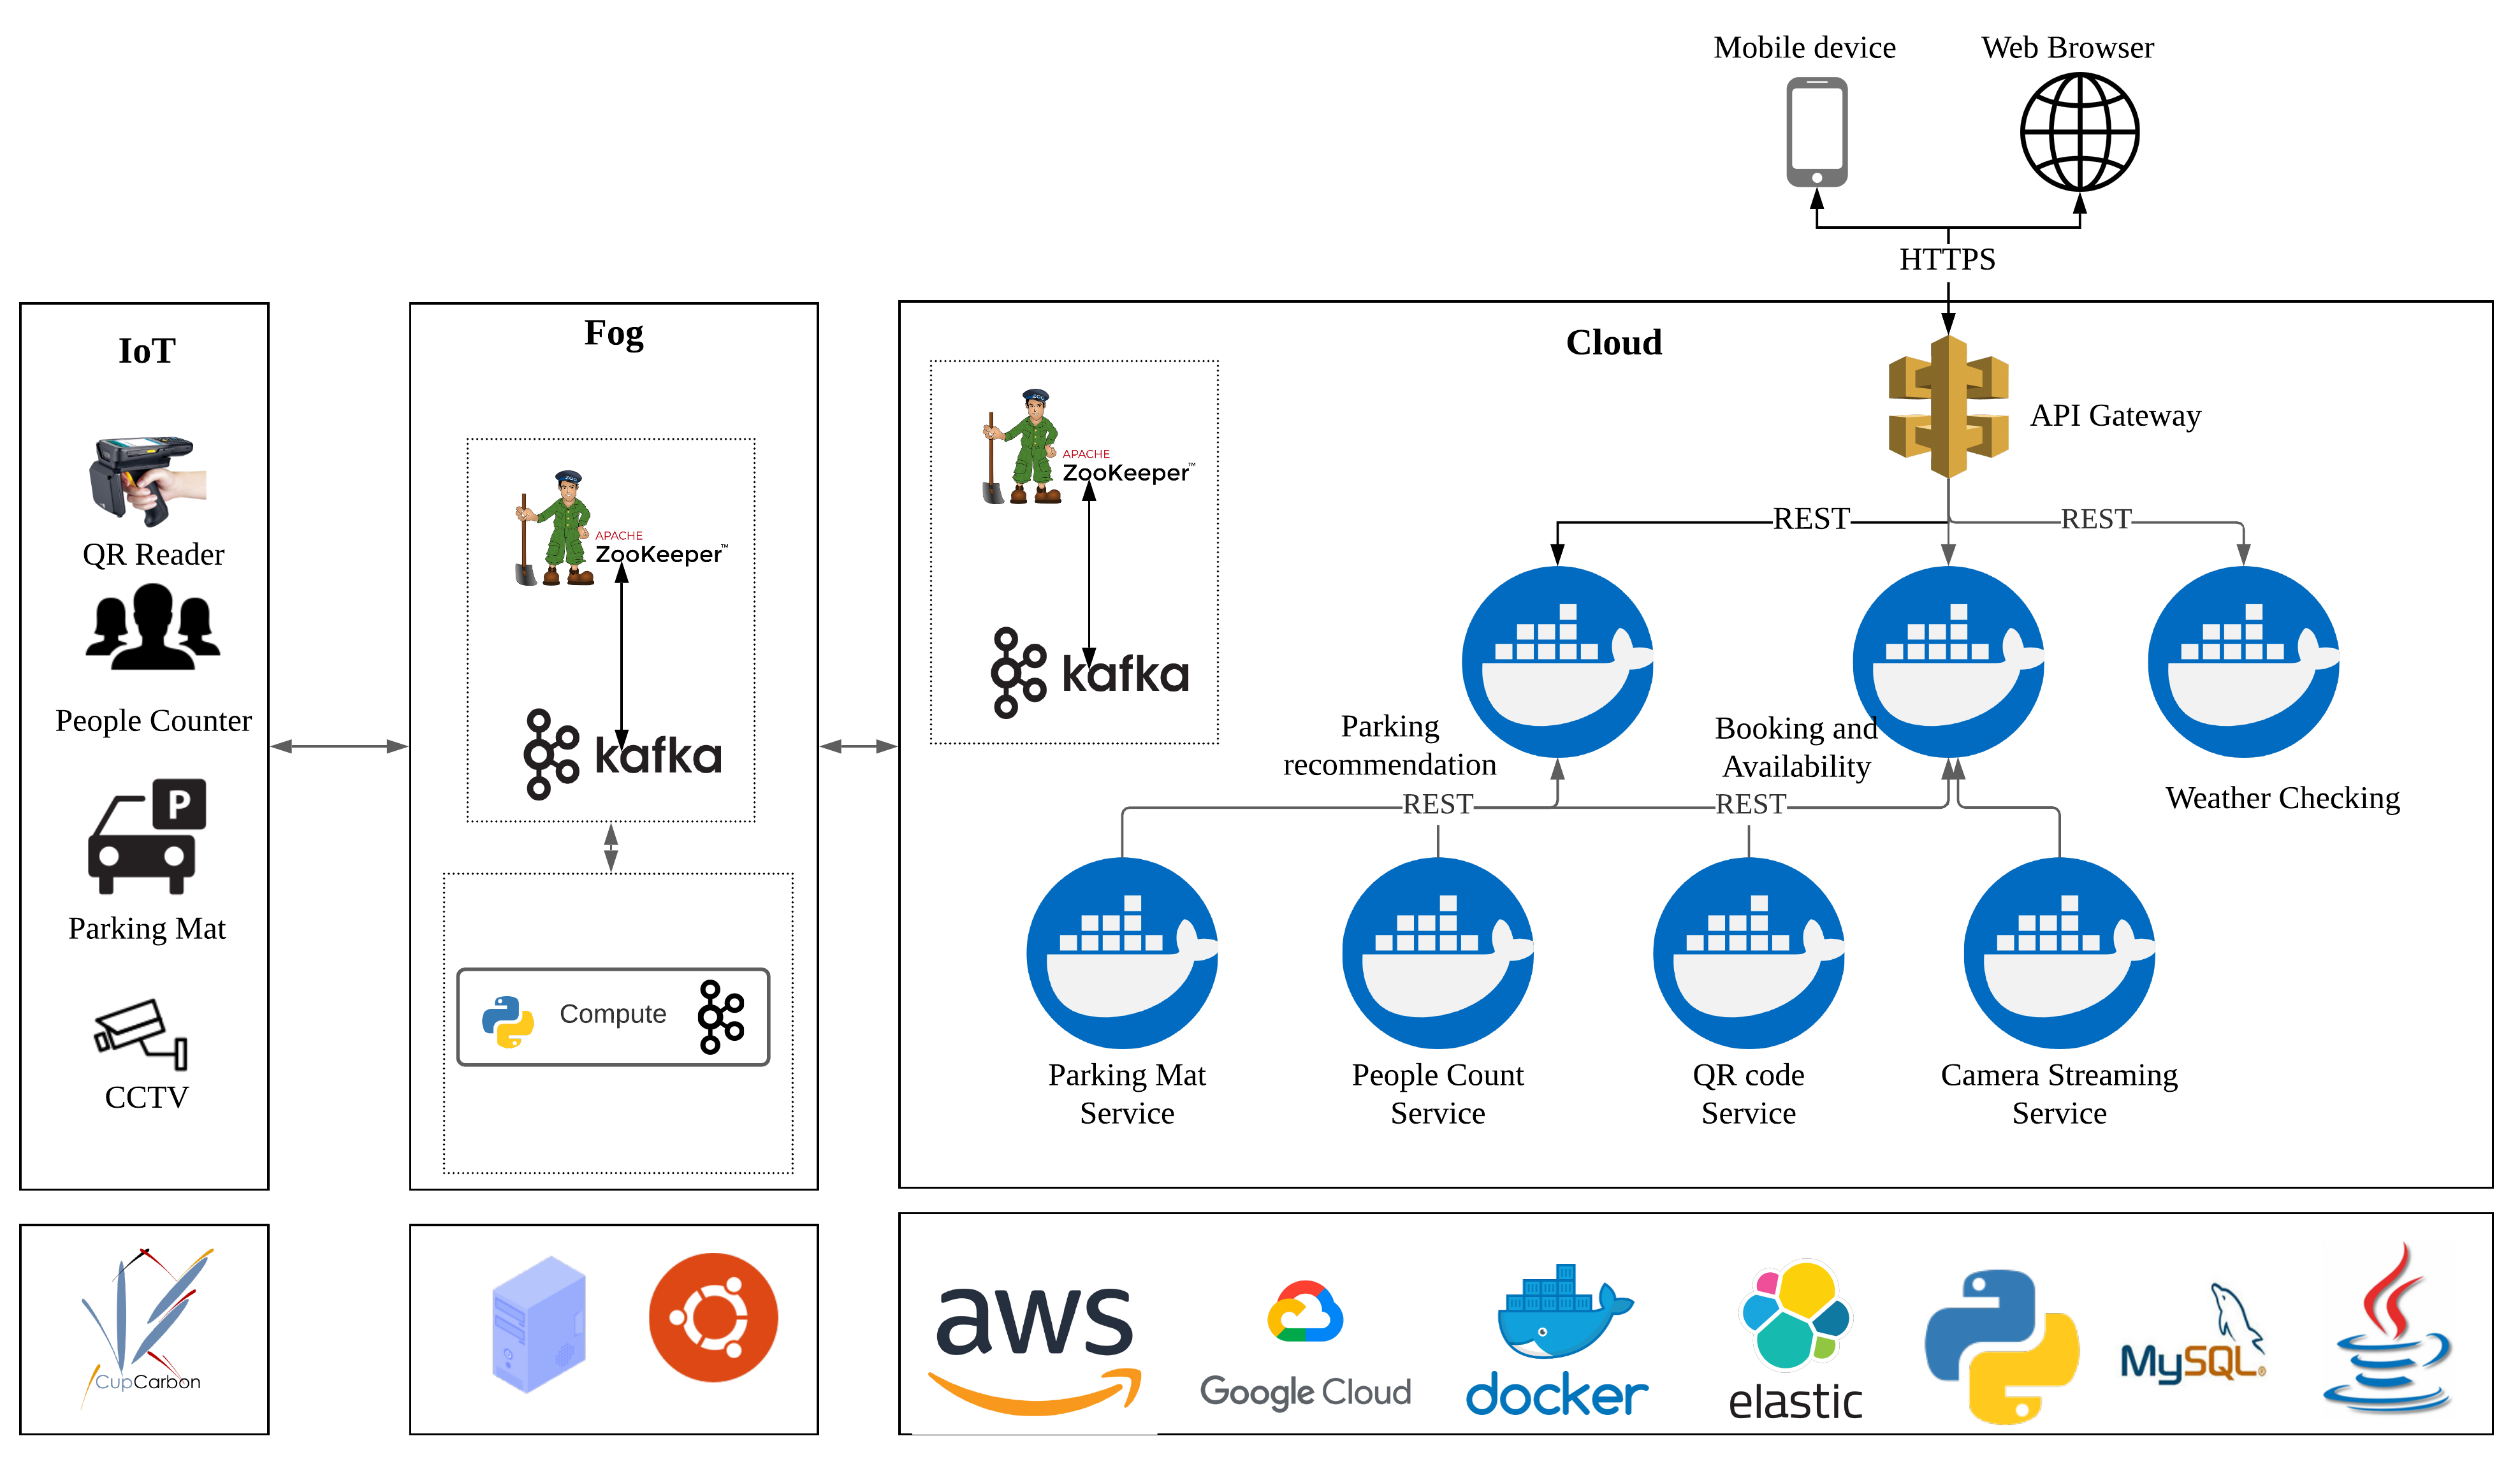 Mobile device
Web Browser
HTTPS
IoT
QR Reader
People Counter
Parking Mat
CCTV
Fog
APACHE
ZooKeeper™
kafka
Compute
Cloud
APACHE
ZooKeeper™
kafka
API Gateway
REST
REST
Parking
recommendation
Booking and
Availability
Weather Checking
REST
REST
Parking Mat
Service
People Count
Service
QR code
Service
Camera Streaming
Service
CupCarbon
aws
Google Cloud
docker
elastic
MySQL®